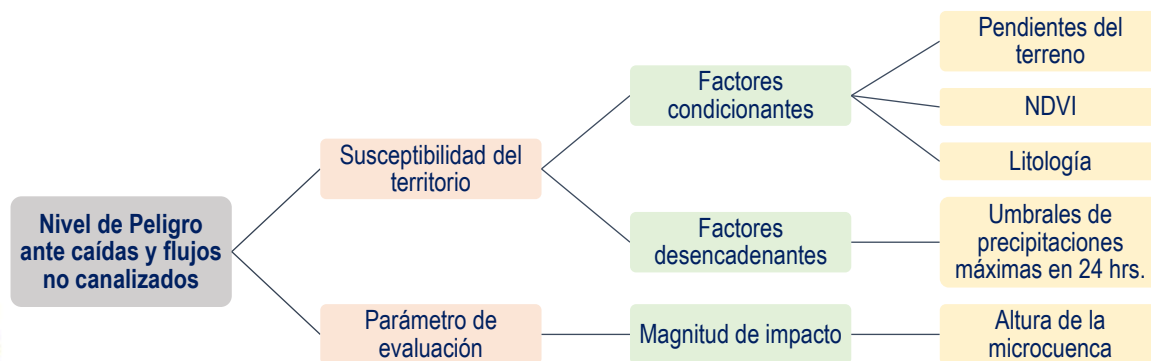 Nivel de Peligro
ante caídas y flujos
no canalizados
Susceptibilidad del
territorio
Factores
condicionantes
Pendientes del
terreno
NDVI
Litología
Factores
desencadenantes
Umbrales de
precipitaciones
máximas en 24 hrs.
Parámetro de
evaluación
Magnitud de impacto
Altura de la
microcuenca